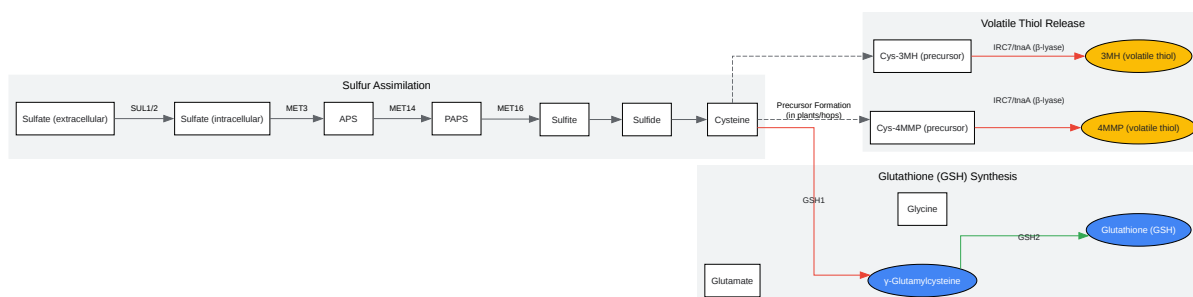 Volatile Thiol Release
Cys-3MH (precursor)
IRC7/tnaA (β-lyase)
3MH (volatile thiol)
Sulfur Assimilation
Sulfate (extracellular)
SUL1/2
Sulfate (intracellular)
MET3
APS
MET14
PAPS
MET16
Sulfite
Sulfide
Cysteine
Precursor Formation
(in plants/hops)
Cys-4MMP (precursor)
IRC7/tnaA (β-lyase)
4MMP (volatile thiol)
Glutathione (GSH) Synthesis
GSH1
Glycine
GSH2
Glutathione (GSH)
Glutamate
γ-Glutamylcysteine